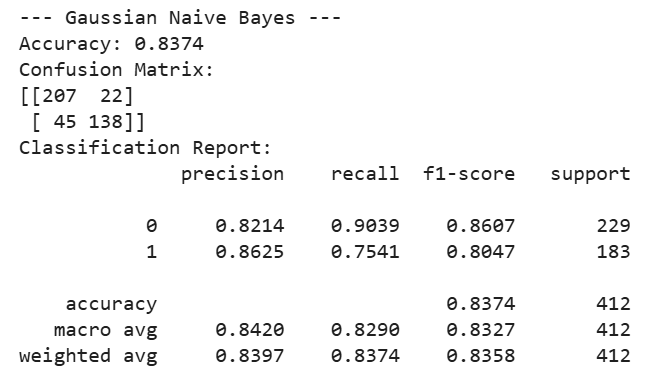 --- Gaussian Naive Bayes ---
Accuracy: 0.8374
Confusion Matrix:
[[207  22]
 [ 45 138]]
Classification Report:
              precision    recall  f1-score   support

           0     0.8214    0.9039    0.8607       229
           1     0.8625    0.7541    0.8047       183

    accuracy                         0.8374       412
   macro avg     0.8420    0.8290    0.8327       412
weighted avg     0.8397    0.8374    0.8358       412